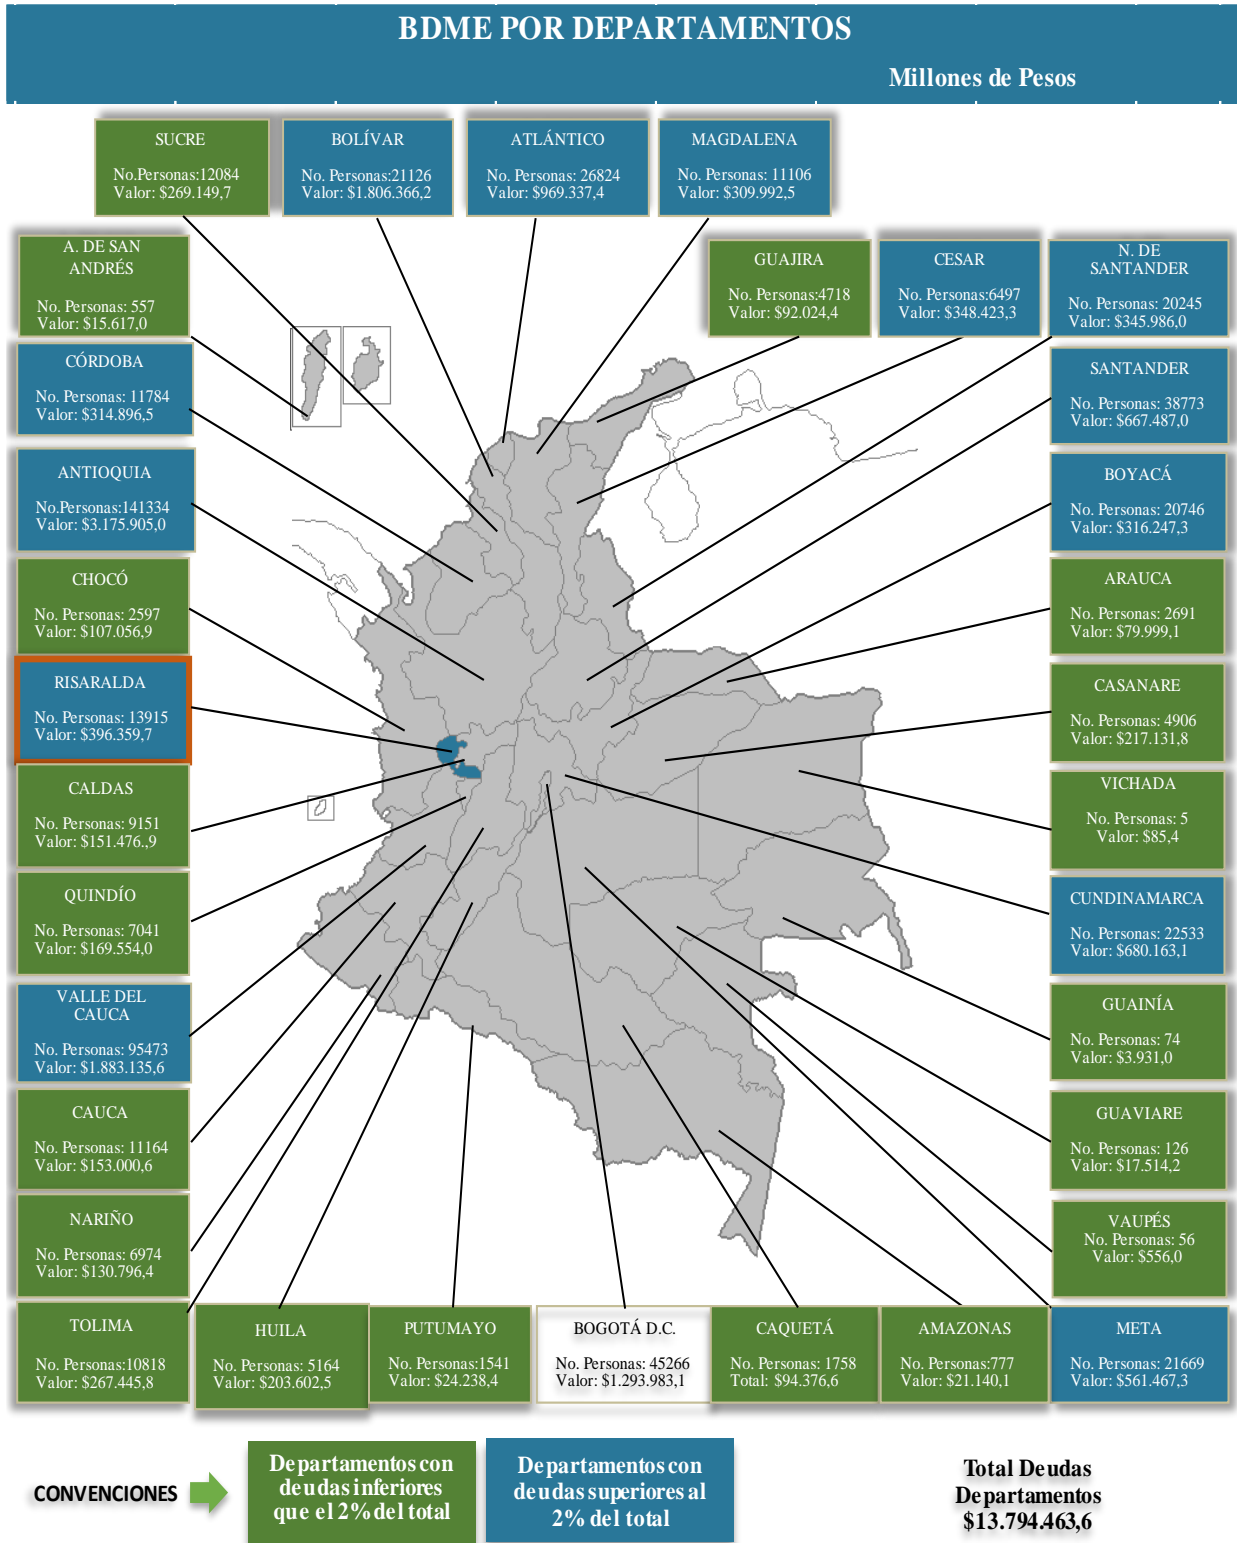 BDME POR DEPARTAMENTOS
Millones de Pesos
SUCRE
No.Personas:12084
Valor: $269.149,7
BOLÍVAR
No. Personas:21126
Valor: $1.806.366,2
ATLÁNTICO
No. Personas: 26824
Valor: $969.337,4
MAGDALENA
No. Personas: 11106
Valor: $309.992,5
A. DE SAN
ANDRÉS
No. Personas: 557
Valor: $15.617,0
GUAJIRA
No. Personas:4718
Valor: $92.024,4
CESAR
No. Personas:6497
Valor: $348.423,3
N. DE
SANTANDER
No. Personas: 20245
Valor: $345.986,0
CÓRDOBA
No. Personas: 11784
Valor: $314.896,5
SANTANDER
No. Personas: 38773
Valor: $667.487,0
ANTIOQUIA
No.Personas:141334
Valor: $3.175.905,0
BOYACÁ
No. Personas: 20746
Valor: $316.247,3
CHOCÓ
No. Personas: 2597
Valor: $107.056,9
ARAUCA
No. Personas: 2691
Valor: $79.999,1
RISARALDA
No. Personas: 13915
Valor: $396.359,7
CASANARE
No. Personas: 4906
Valor: $217.131,8
CALDAS
No. Personas: 9151
Valor: $151.476.,9
VICHADA
No. Personas: 5
Valor: $85,4
QUINDÍO
No. Personas: 7041
Valor: $169.554,0
CUNDINAMARCA
No. Personas: 22533
Valor: $680.163,1
VALLE DEL
CAUCA
No. Personas: 95473
Valor: $1.883.135,6
GUAINÍA
No. Personas: 74
Valor: $3.931,0
CAUCA
No. Personas: 11164
Valor: $153.000,6
GUAVIARE
No. Personas: 126
Valor: $17.514,2
NARIÑO
No. Personas: 6974
Valor: $130.796,4
VAUPÉS
No. Personas: 56
Valor: $556,0
TOLIMA
No. Personas:10818
Valor: $267.445,8
HUILA
No. Personas: 5164
Valor: $203.602,5
PUTUMAYO
No. Personas:1541
Valor: $24.238,4
BOGOTÁ D.C.
No. Personas: 45266
Valor: $1.293.983,1
CAQUETÁ
No. Personas: 1758
Total: $94.376,6
AMAZONAS
No. Personas:777
Valor: $21.140,1
META
No. Personas: 21669
Valor: $561.467,3
CONVENCIONES
Departamentos con
deudas inferiores
que el 2% del total
Departamentos con
deudas superiores al
2% del total
Total Deudas
Departamentos
$13.794.463,6